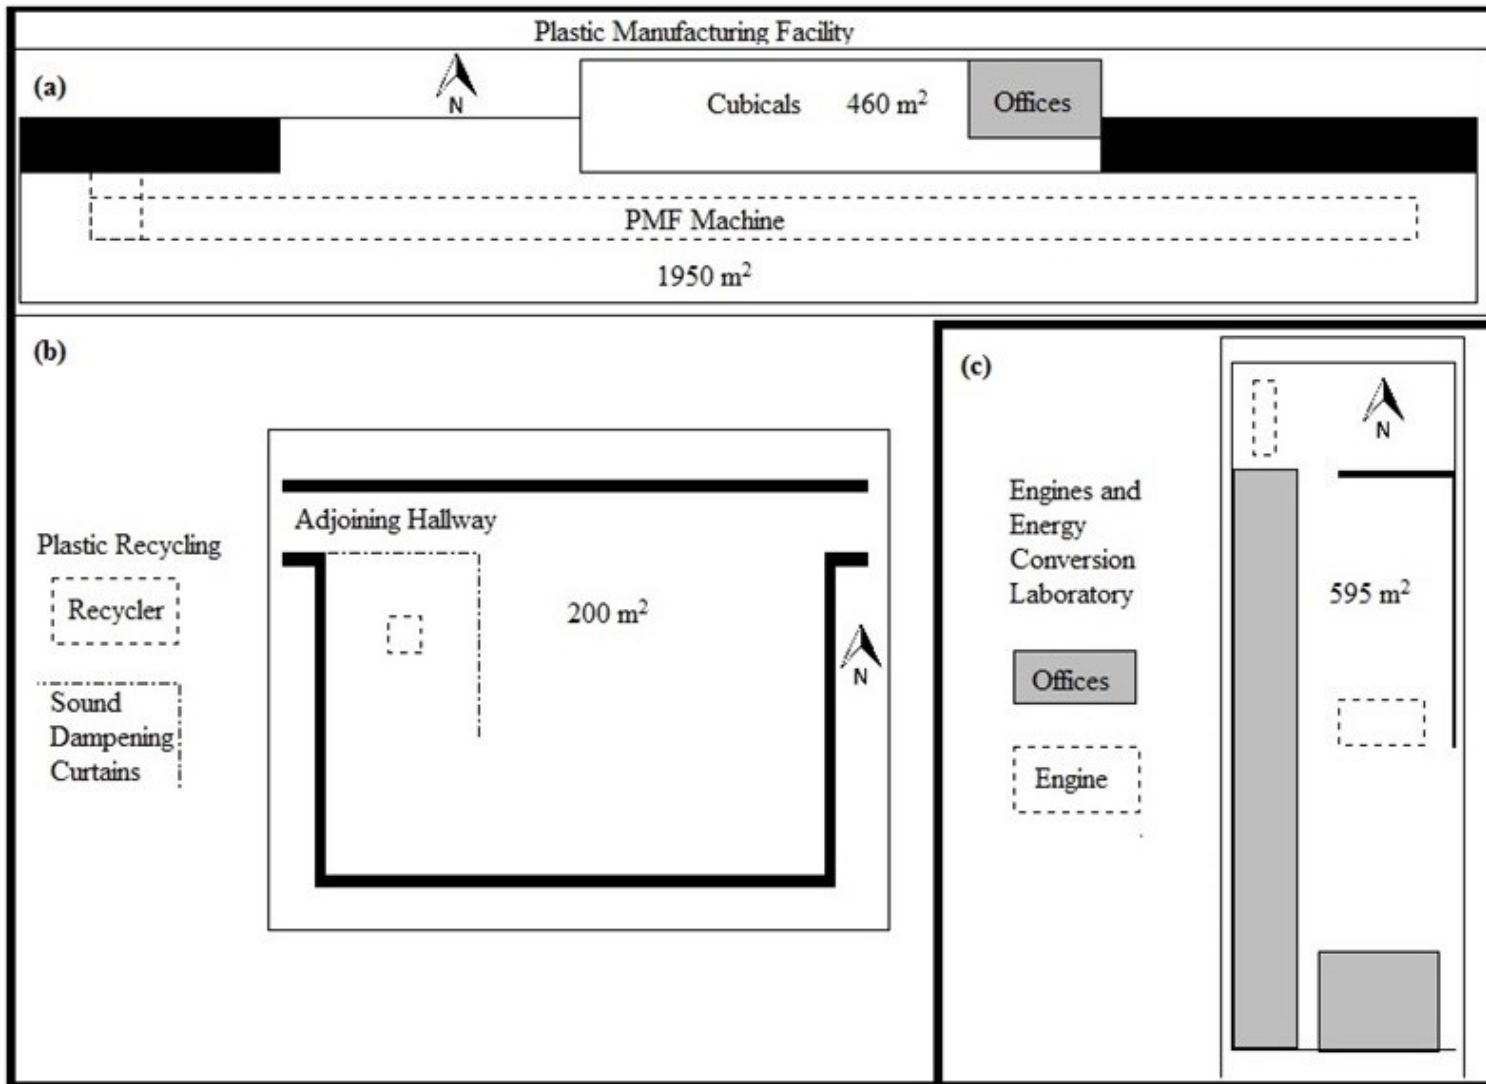 Plastic Manufacturing Facility
(a)
N
Cubicals 460 m²
Offices
PMF Machine
1950 m²
(b)
Adjoining Hallway
Plastic Recycling
Recycler
200 m²
N
Sound
Dampening
Curtains
(c)
N
Engines and
Energy
Conversion
Laboratory
595 m²
Offices
Engine